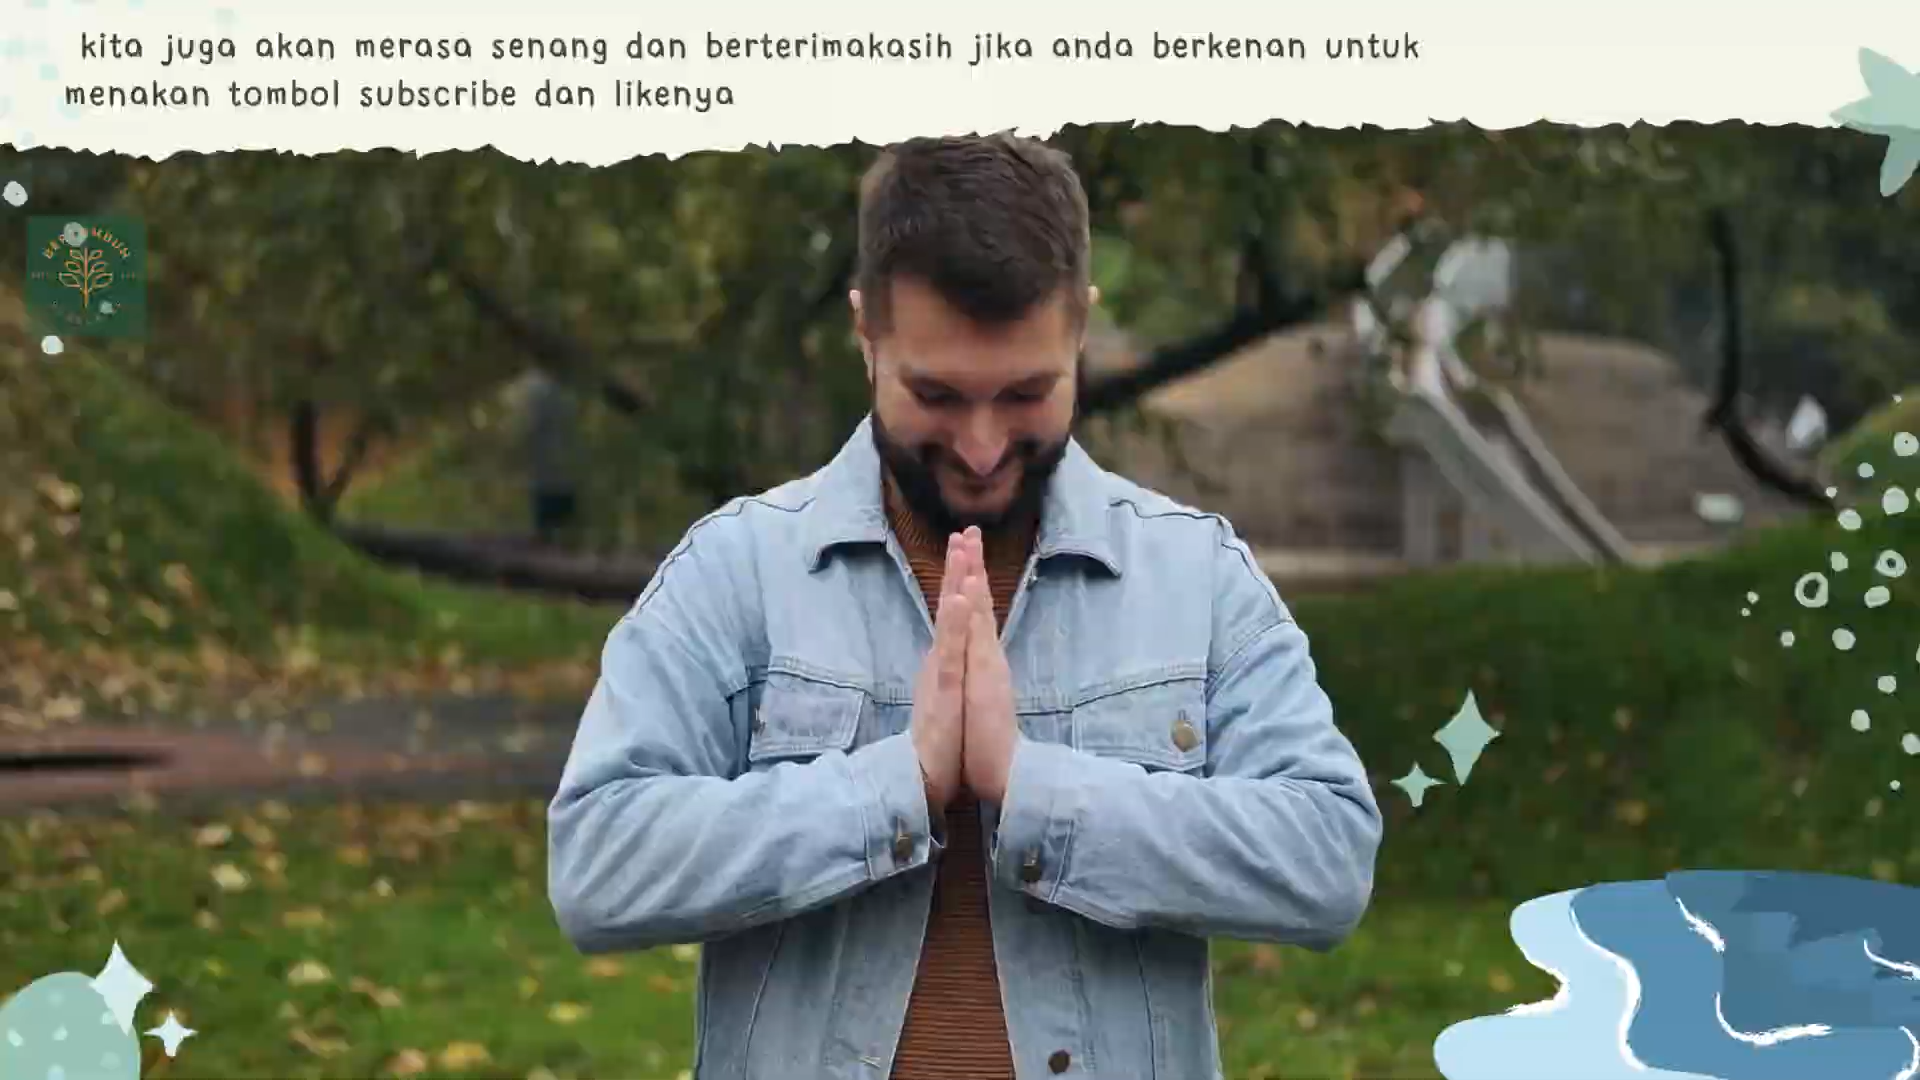 kita juga akan merasa senang dan berterimakasih jika anda berkenan untuk
menakan tombol subscribe dan likenya